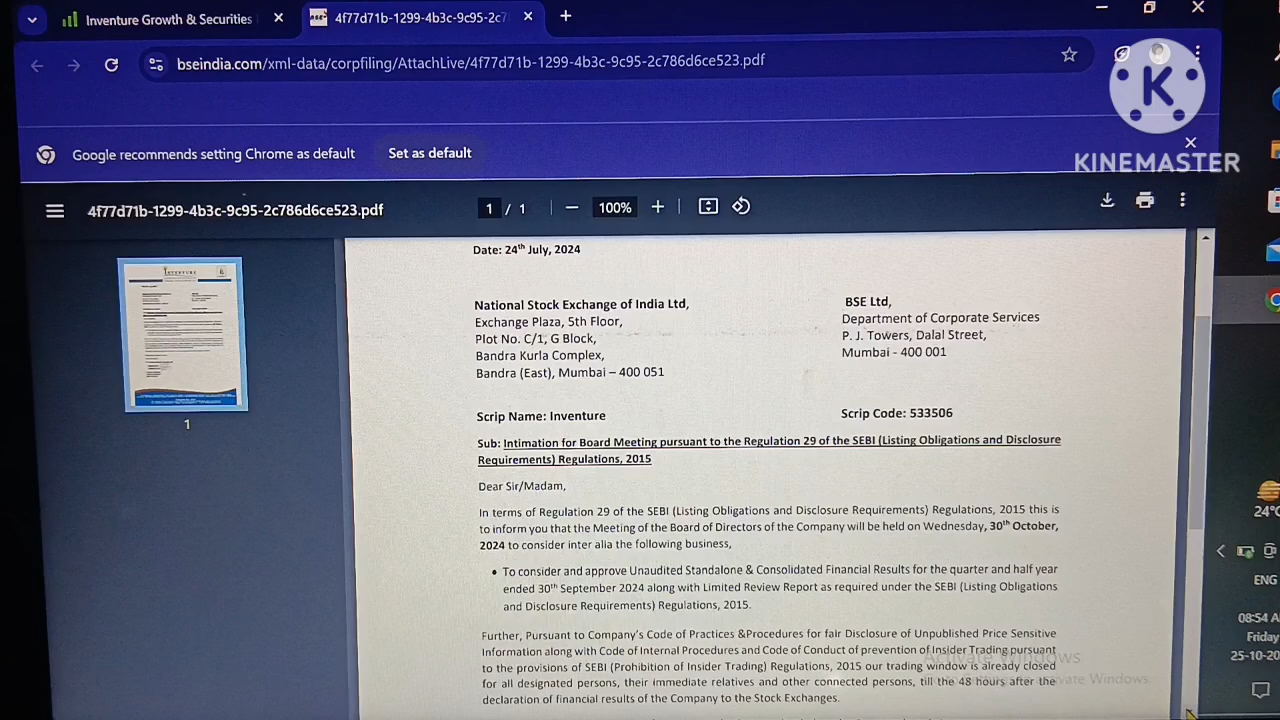 Inventure Growth & Securities
4f77d71b-1299-4b3c-9c95-2c7
bseindia.com/xml-data/corpfiling/AttachLive/4f77d71b-1299-4b3c-9c95-2c786d6ce523.pdf
K
KINEMASTER
Google recommends setting Chrome as default Set as default
4f77d71b-1299-4b3c-9c95-2c786d6ce523.pdf 1 / 1 — 100% +
INVENTURE
1
Date: 24th July, 2024
National Stock Exchange of India Ltd,
Exchange Plaza, 5th Floor,
Plot No. C/1, G Block,
Bandra Kurla Complex,
Bandra (East), Mumbai – 400 051
BSE Ltd,
Department of Corporate Services
P. J. Towers, Dalal Street,
Mumbai - 400 001
Scrip Name: Inventure Scrip Code: 533506
Sub: Intimation for Board Meeting pursuant to the Regulation 29 of the SEBI (Listing Obligations and Disclosure
Requirements) Regulations, 2015
Dear Sir/Madam,
In terms of Regulation 29 of the SEBI (Listing Obligations and Disclosure Requirements) Regulations, 2015 this is
to inform you that the Meeting of the Board of Directors of the Company will be held on Wednesday, 30th October,
2024 to consider inter alia the following business,
• To consider and approve Unaudited Standalone & Consolidated Financial Results for the quarter and half year
ended 30th September 2024 along with Limited Review Report as required under the SEBI (Listing Obligations
and Disclosure Requirements) Regulations, 2015.
Further, Pursuant to Company's Code of Practices &Procedures for fair Disclosure of Unpublished Price Sensitive
Information along with Code of Internal Procedures and Code of Conduct of prevention of Insider Trading pursuant
to the provisions of SEBI (Prohibition of Insider Trading) Regulations, 2015 our trading window is already closed
for all designated persons, their immediate relatives and other connected persons, till the 48 hours after the
declaration of financial results of the Company to the Stock Exchanges.
Activate Windows
Activate Windows.
24°C
ENG
08:54 A
Friday
25-10-20